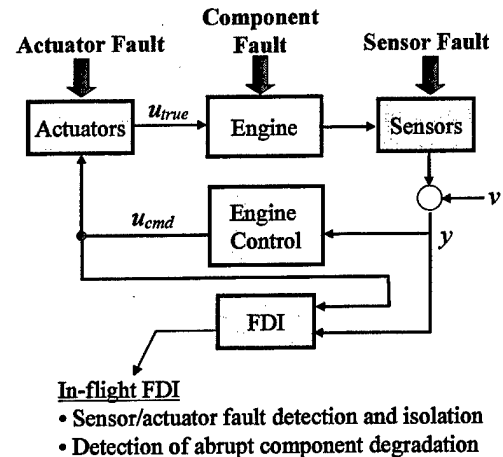 Component
Fault
Actuator Fault
Sensor Fault
Actuators
u_true
Engine
Sensors
v
u_cmd
Engine
Control
y
FDI
In-flight FDI
• Sensor/actuator fault detection and isolation
• Detection of abrupt component degradation